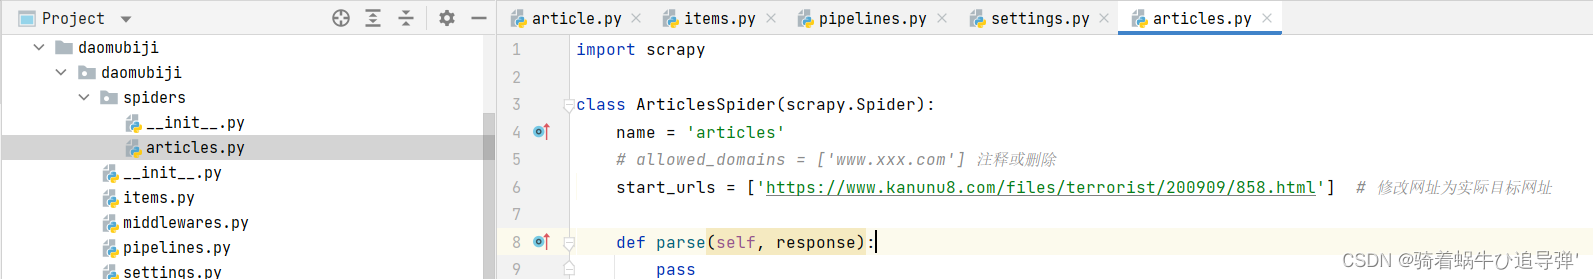 Project
article.py
items.py
pipelines.py
settings.py
articles.py
daomubiji
daomubiji
spiders
__init__.py
articles.py
__init__.py
items.py
middlewares.py
pipelines.py
settings.py
1 import scrapy
2
3 class ArticlesSpider(scrapy.Spider):
4 name = 'articles'
5 # allowed_domains = ['www.xxx.com'] 注释或删除
6 start_urls = ['https://www.kanunu8.com/files/terrorist/200909/858.html'] # 修改网址为实际目标网址
7
8 def parse(self, response):
9 pass
CSDN @骑着蜗牛ひ追导弹'